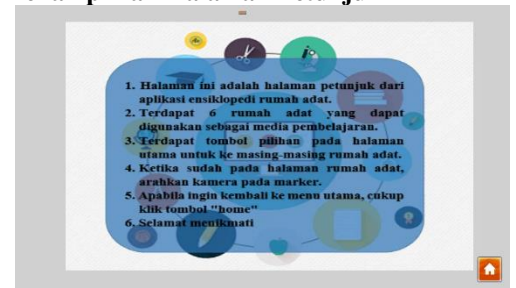 1. Halaman ini adalah halaman petunjuk dari
aplikasi ensiklopedi rumah adat.
2. Terdapat 6 rumah adat yang dapat
digunakan sebagai media pembelajaran.
3. Terdapat tombol pilihan pada halaman
utama untuk ke masing-masing rumah adat.
4. Ketika sudah pada halaman rumah adat,
arahkan kamera pada marker.
5. Apabila ingin kembali ke menu utama, cukup
klik tombol "home"
6. Selamat menikmati